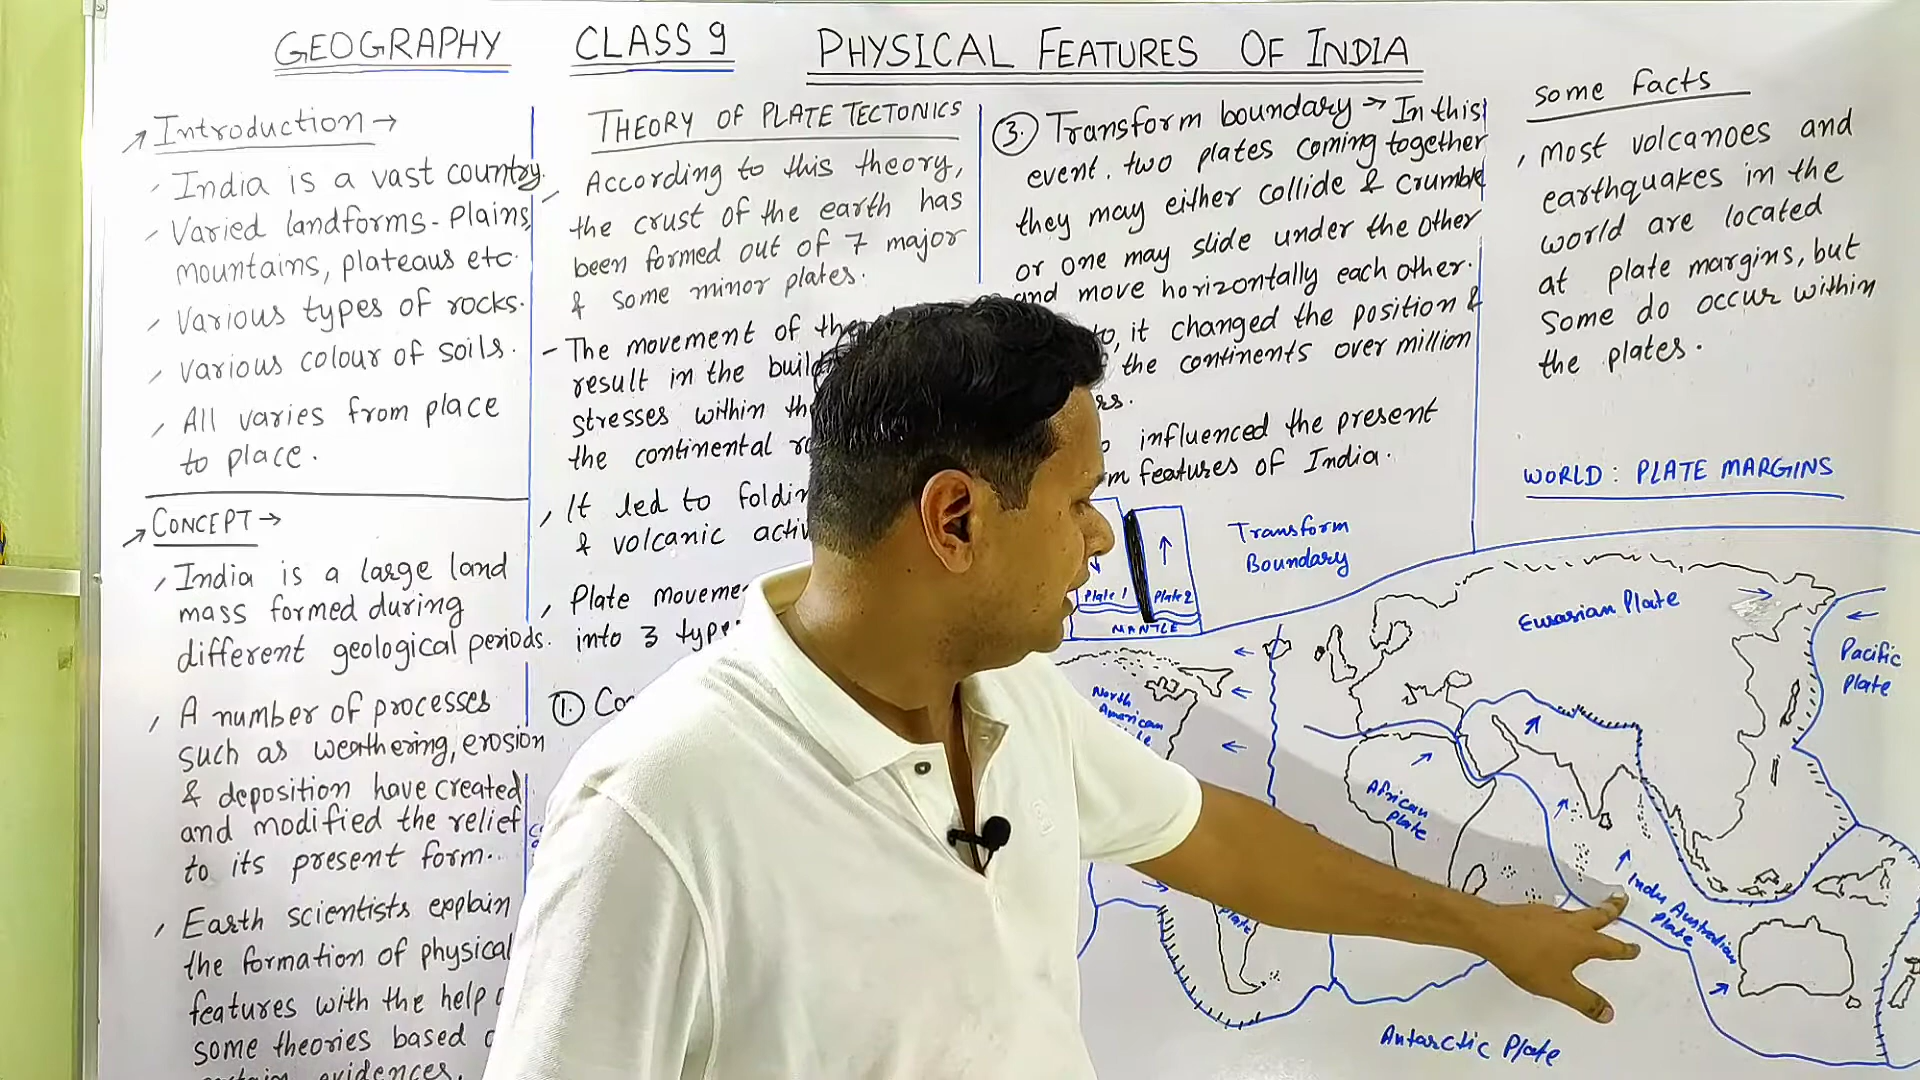 GEOGRAPHY CLASS 9 PHYSICAL FEATURES OF INDIA
Introduction →
India is a vast country.
Varied landforms - Plains,
mountains, plateaus etc.
Various types of rocks.
Various colour of soils.
All varies from place
to place.
CONCEPT →
India is a large land
mass formed during
different geological periods.
A number of processes
such as weathering, erosion
& deposition have created
and modified the relief
to its present form.
Earth scientists explain
the formation of physical
features with the help
some theories based
evidences.
THEORY OF PLATE TECTONICS
According to this theory,
the crust of the earth has
been formed out of 7 major
& some minor plates.
- The movement of the
result in the
stresses within
the continental
It led to
& volcanic
Plate
into 3
1.
3. Transform boundary → In this
event, two plates coming together
they may either collide & crumble
or one may slide under the other
and move horizontally each other.
it changed the position &
the continents over million
influenced the present
features of India.
Plate 1
Plate 2
MANTLE
Transform
Boundary
Some facts
Most volcanoes and
earthquakes in the
world are located
at plate margins, but
some do occur within
the plates.
WORLD : PLATE MARGINS
Eurasian Plate
Pacific
Plate
North
American
African
Plate
Indo Australian
Plate
Plate
Antarctic Plate